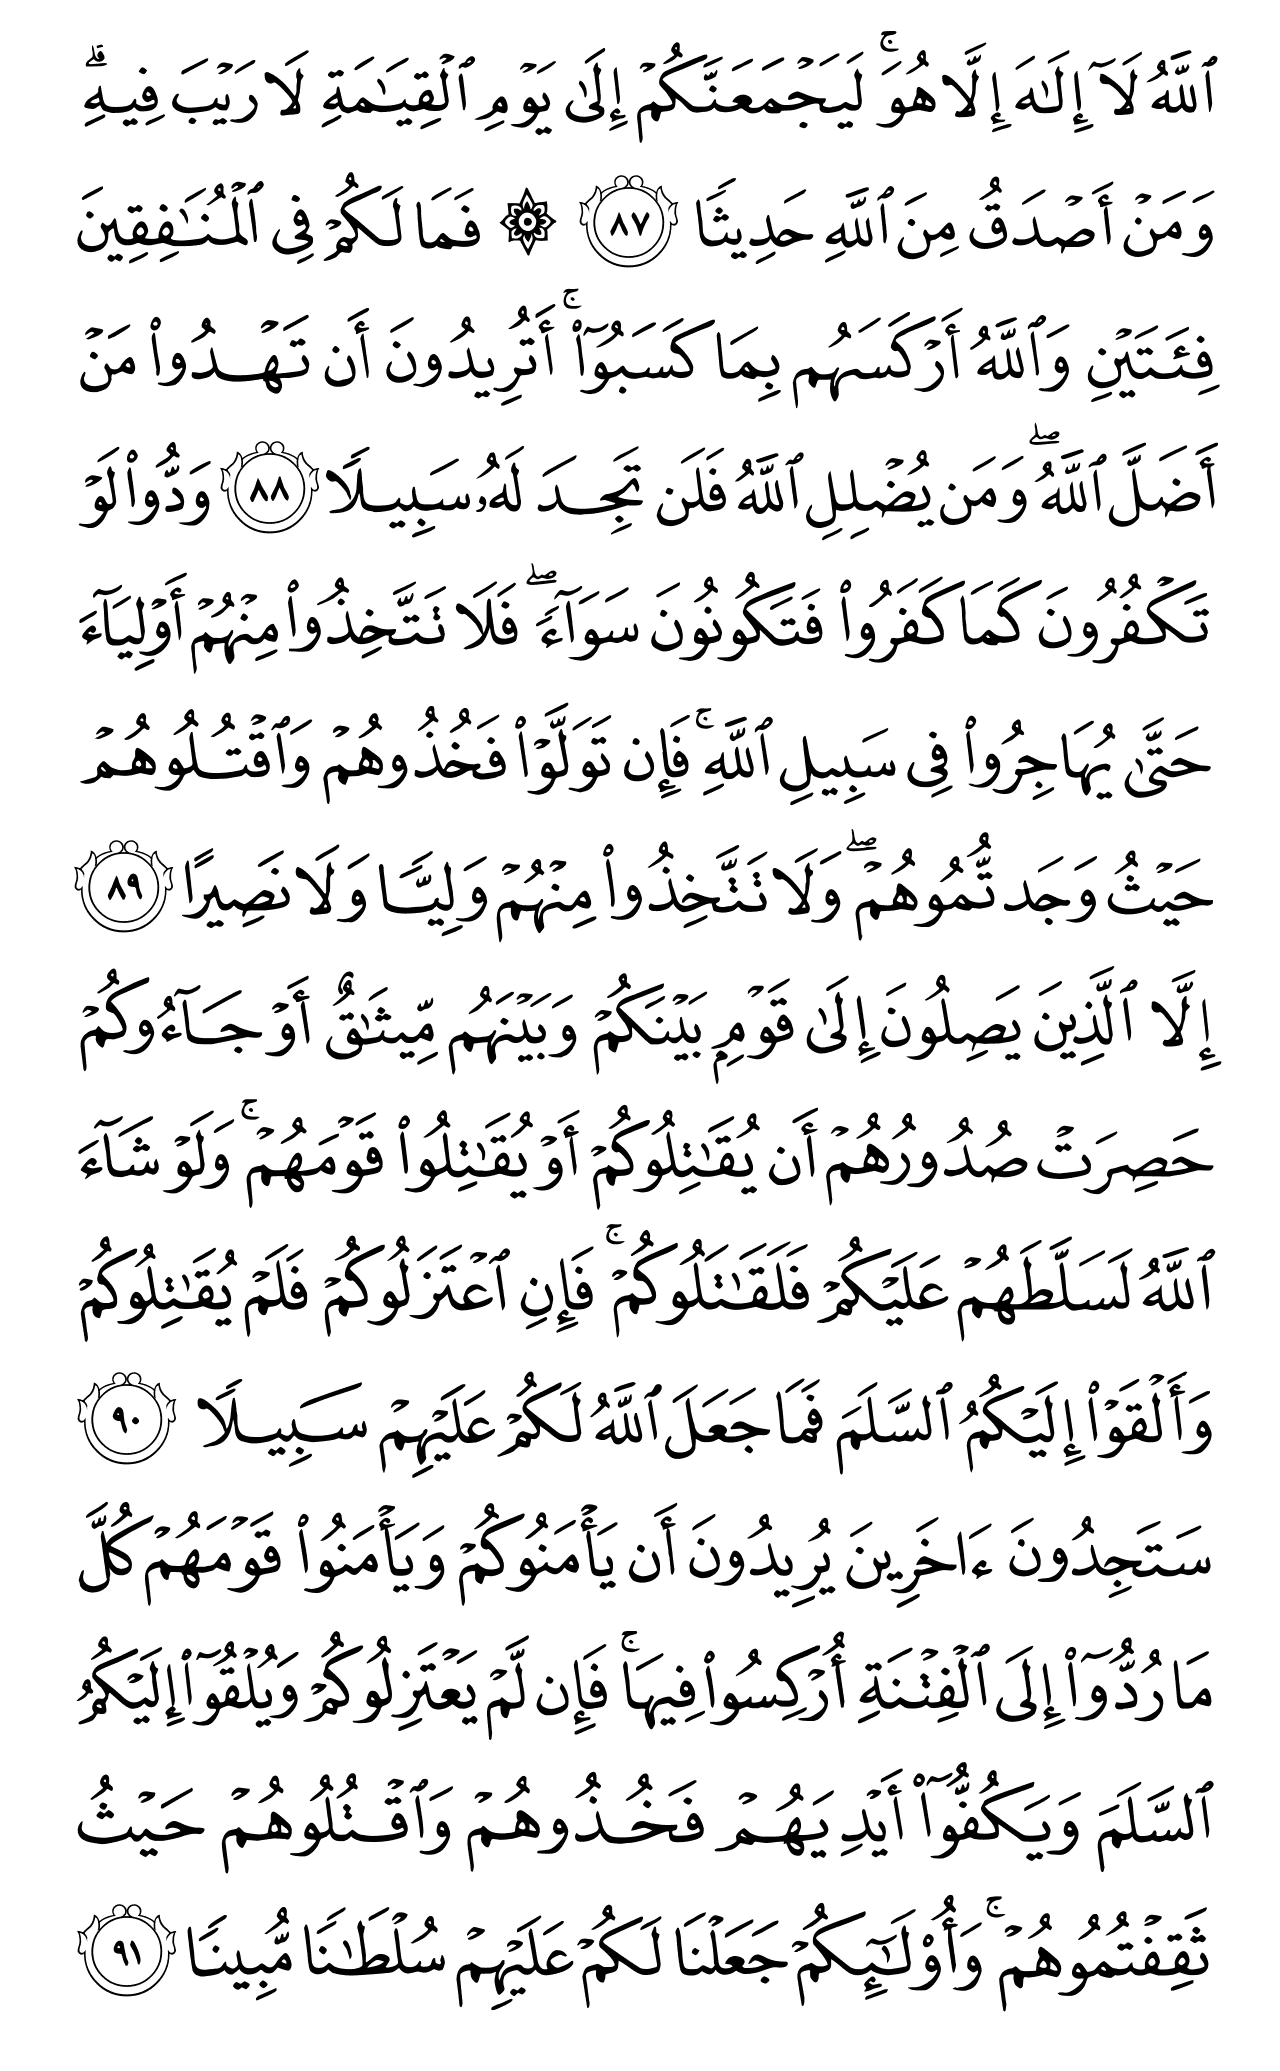 ٱللَّهُ لَآ إِلَٰهَ إِلَّا هُوَۚ لَيَجۡمَعَنَّكُمۡ إِلَىٰ يَوۡمِ ٱلۡقِيَٰمَةِ لَا رَيۡبَ فِيهِۗ
وَمَنۡ أَصۡدَقُ مِنَ ٱللَّهِ حَدِيثٗا ٨٧ ۞ فَمَا لَكُمۡ فِي ٱلۡمُنَٰفِقِينَ
فِئَتَيۡنِ وَٱللَّهُ أَرۡكَسَهُم بِمَا كَسَبُوٓاْۚ أَتُرِيدُونَ أَن تَهۡدُواْ مَنۡ
أَضَلَّ ٱللَّهُۖ وَمَن يُضۡلِلِ ٱللَّهُ فَلَن تَجِدَ لَهُۥ سَبِيلٗا ٨٨ وَدُّواْ لَوۡ
تَكۡفُرُونَ كَمَا كَفَرُواْ فَتَكُونُونَ سَوَآءٗۖ فَلَا تَتَّخِذُواْ مِنۡهُمۡ أَوۡلِيَآءَ
حَتَّىٰ يُهَاجِرُواْ فِي سَبِيلِ ٱللَّهِۚ فَإِن تَوَلَّوۡاْ فَخُذُوهُمۡ وَٱقۡتُلُوهُمۡ
حَيۡثُ وَجَدتُّمُوهُمۡۖ وَلَا تَتَّخِذُواْ مِنۡهُمۡ وَلِيّٗا وَلَا نَصِيرًا ٨٩
إِلَّا ٱلَّذِينَ يَصِلُونَ إِلَىٰ قَوۡمِۭ بَيۡنَكُمۡ وَبَيۡنَهُم مِّيثَٰقٌ أَوۡ جَآءُوكُمۡ
حَصِرَتۡ صُدُورُهُمۡ أَن يُقَٰتِلُوكُمۡ أَوۡ يُقَٰتِلُواْ قَوۡمَهُمۡۚ وَلَوۡ شَآءَ
ٱللَّهُ لَسَلَّطَهُمۡ عَلَيۡكُمۡ فَلَقَٰتَلُوكُمۡۚ فَإِنِ ٱعۡتَزَلُوكُمۡ فَلَمۡ يُقَٰتِلُوكُمۡ
وَأَلۡقَوۡاْ إِلَيۡكُمُ ٱلسَّلَمَ فَمَا جَعَلَ ٱللَّهُ لَكُمۡ عَلَيۡهِمۡ سَبِيلٗا ٩٠
سَتَجِدُونَ ءَاخَرِينَ يُرِيدُونَ أَن يَأۡمَنُوكُمۡ وَيَأۡمَنُواْ قَوۡمَهُمۡ كُلَّ
مَا رُدُّوٓاْ إِلَى ٱلۡفِتۡنَةِ أُرۡكِسُواْ فِيهَاۚ فَإِن لَّمۡ يَعۡتَزِلُوكُمۡ وَيُلۡقُوٓاْ إِلَيۡكُمُ
ٱلسَّلَمَ وَيَكُفُّوٓاْ أَيۡدِيَهُمۡ فَخُذُوهُمۡ وَٱقۡتُلُوهُمۡ حَيۡثُ
ثَقِفۡتُمُوهُمۡۚ وَأُوْلَٰٓئِكُمۡ جَعَلۡنَا لَكُمۡ عَلَيۡهِمۡ سُلۡطَٰنٗا مُّبِينٗا ٩١